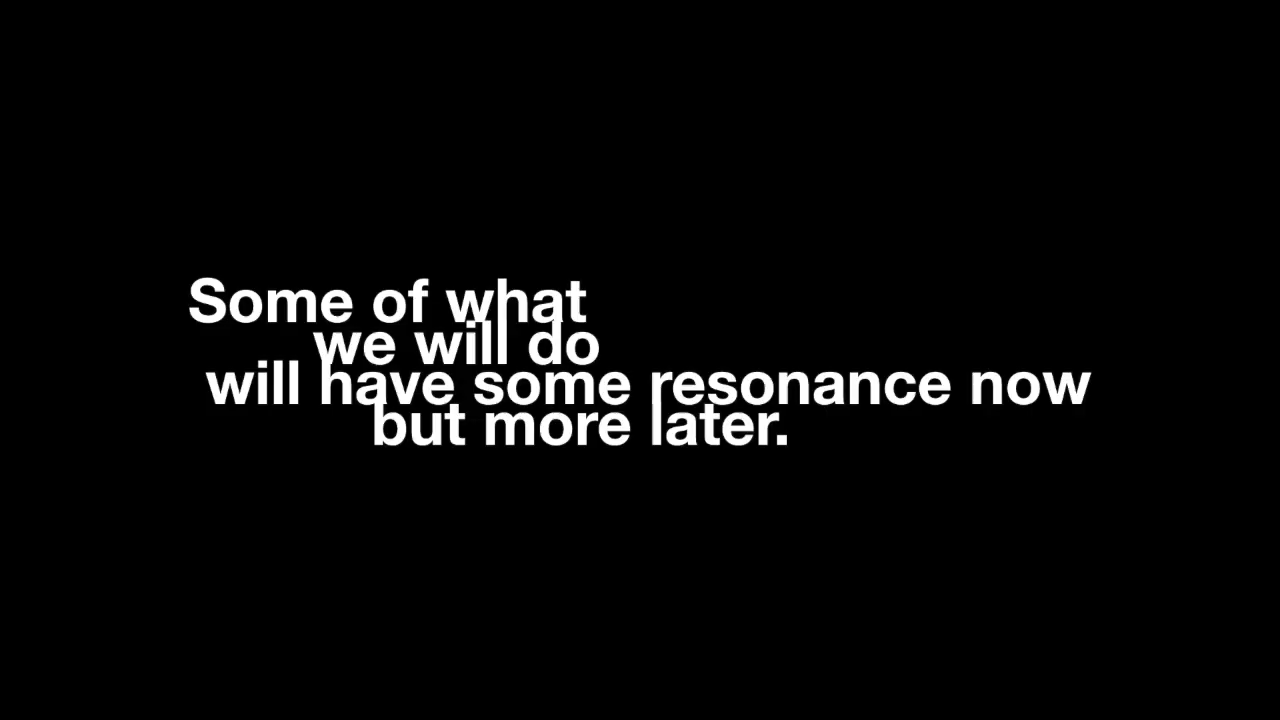 Some of what
we will do
will have some resonance now
but more later.